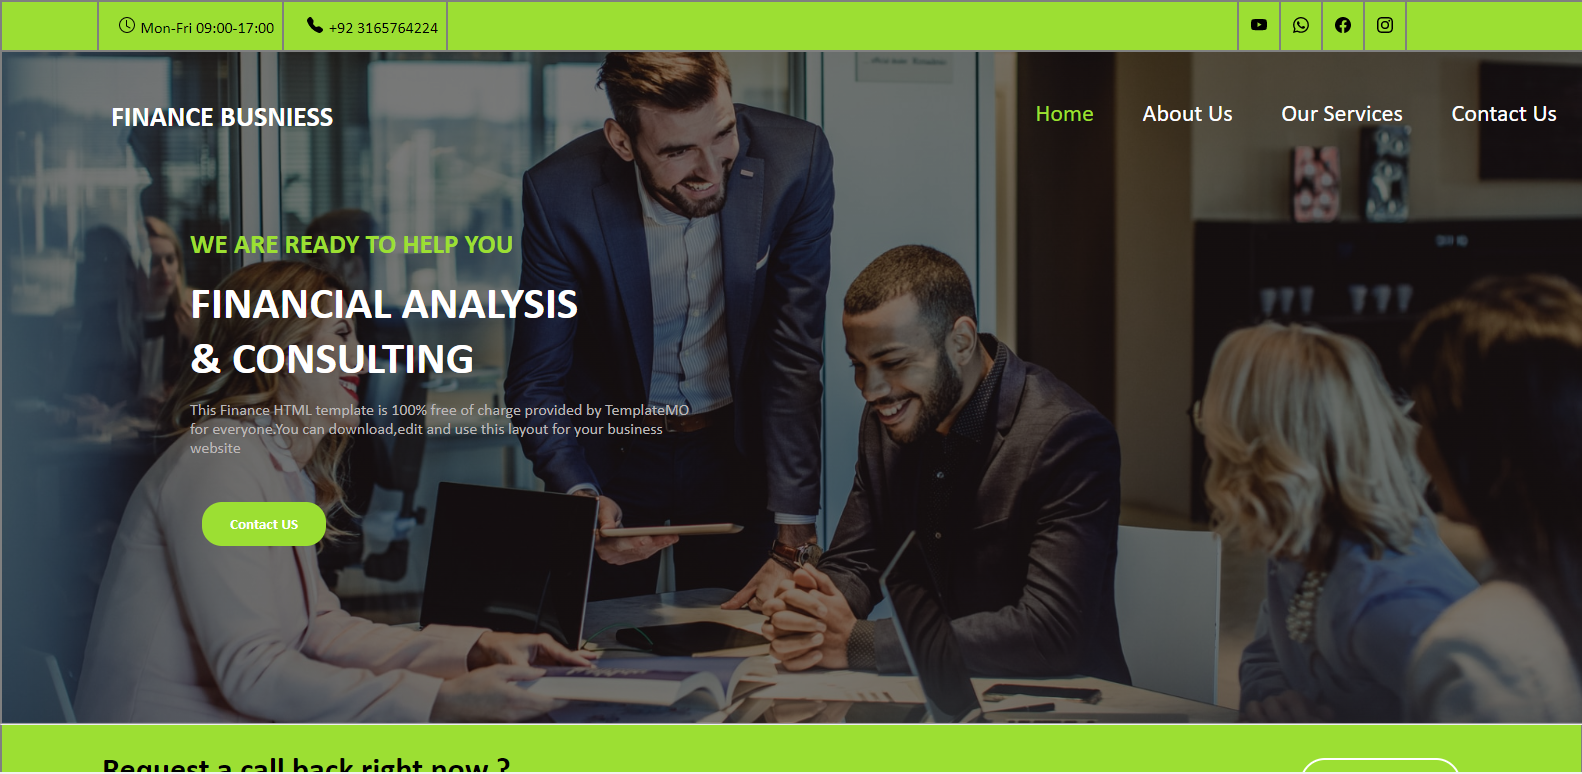 Mon-Fri 09:00-17:00
+92 3165764224
FINANCE BUSNIESS
Home
About Us
Our Services
Contact Us
WE ARE READY TO HELP YOU
FINANCIAL ANALYSIS
& CONSULTING
This Finance HTML template is 100% free of charge provided by TemplateMO
for everyone.You can download,edit and use this layout for your business
website
Contact US
Request a call back right now ?